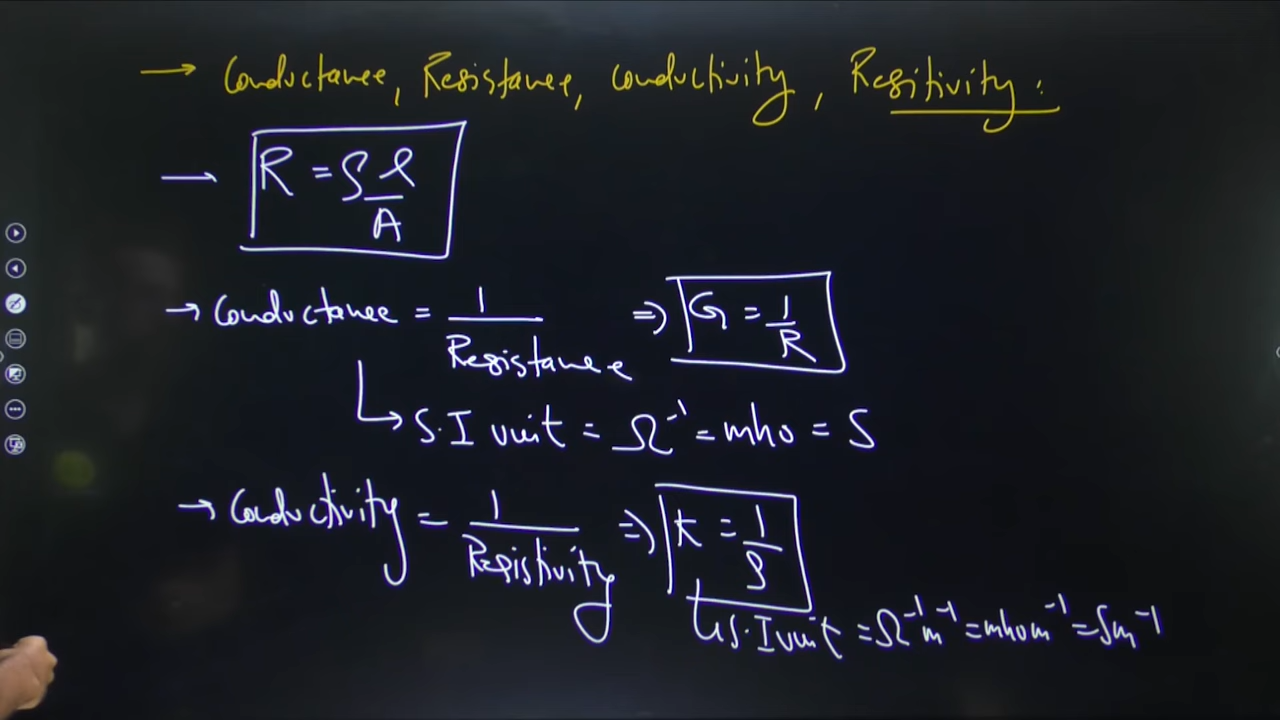 → Conductance, Resistance, Conductivity, Resitivity :
→ R = ρ l/A
→ Conductance = 1/Resistance ⇒ G = 1/R
↳ S.I unit = Ω⁻¹ = mho = S
→ Conductivity = 1/Resistivity ⇒ K = 1/ρ
↳ S.I unit = Ω⁻¹m⁻¹ = mho m⁻¹ = Sm⁻¹